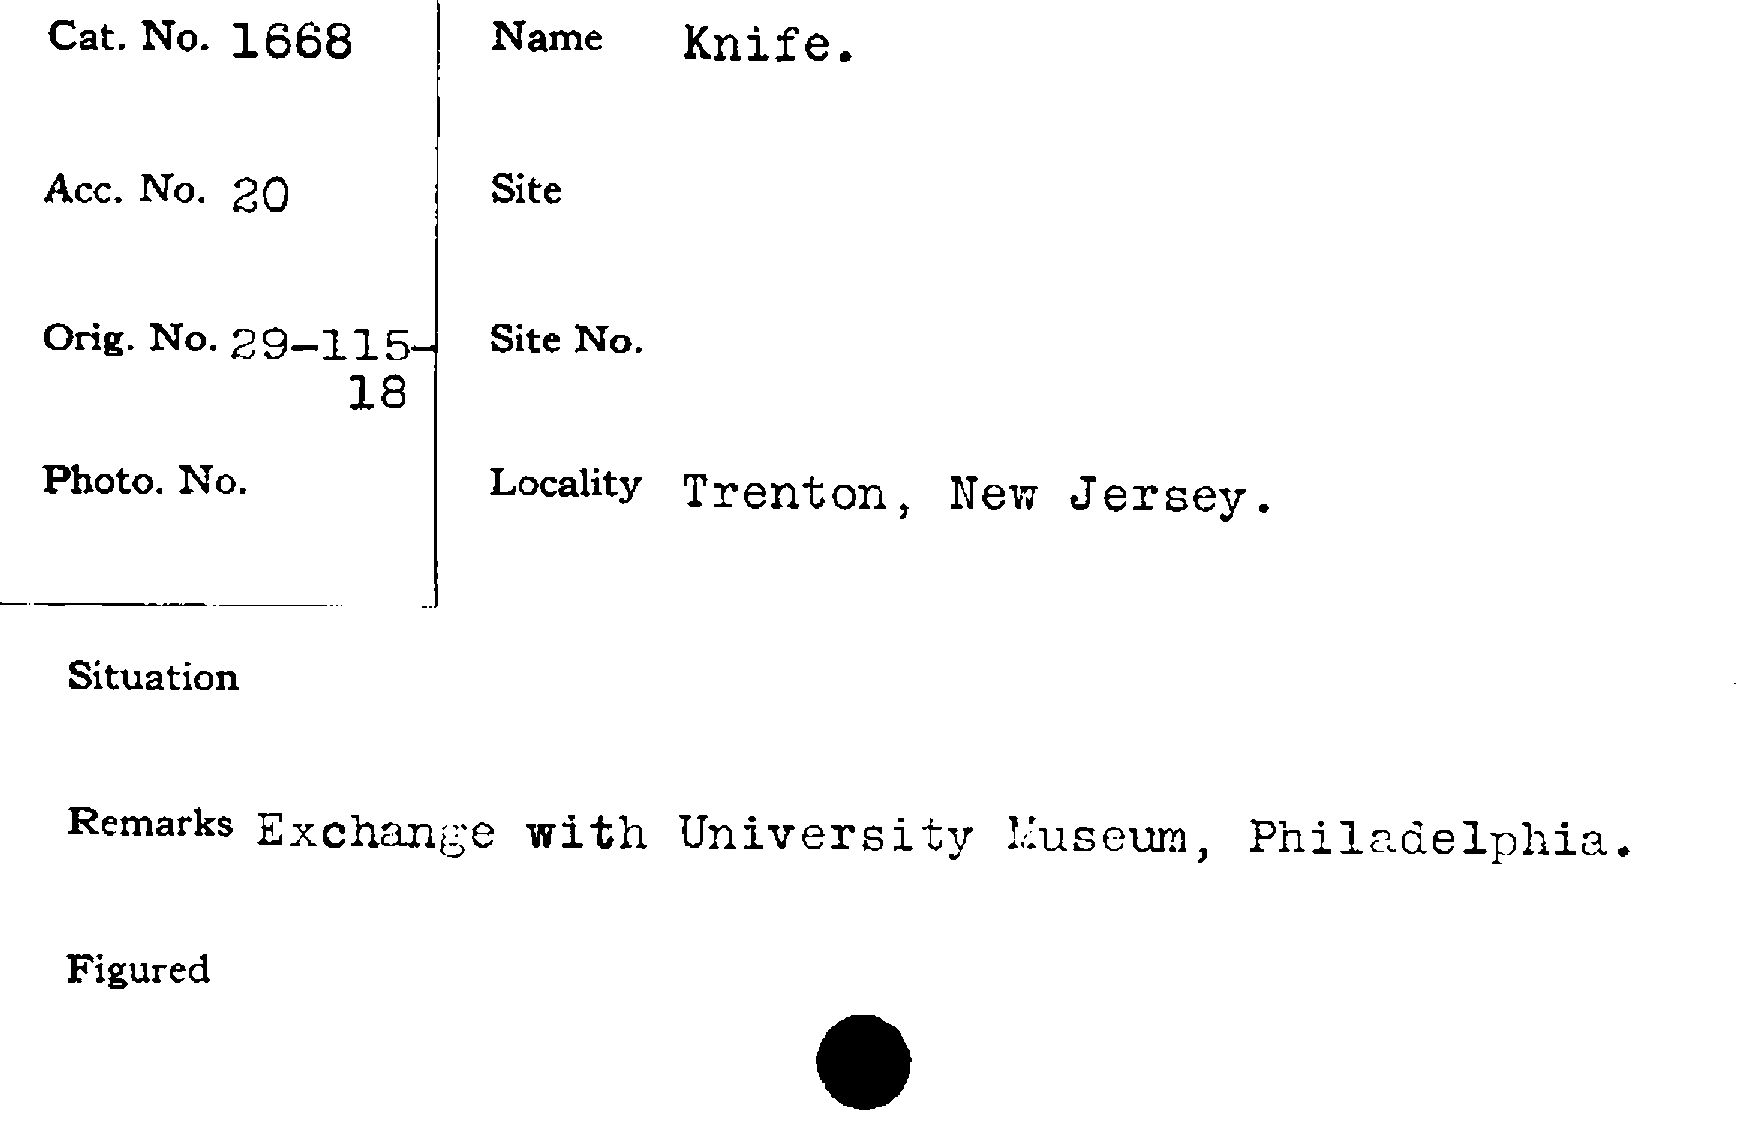 Cat. No. 1668
Name Knife.
Acc. No. 20
Site
Orig. No. 29-115-
18
Site No.
Photo. No.
Locality Trenton, New Jersey.
Situation
Remarks Exchange with University Museum, Philadelphia.
Figured